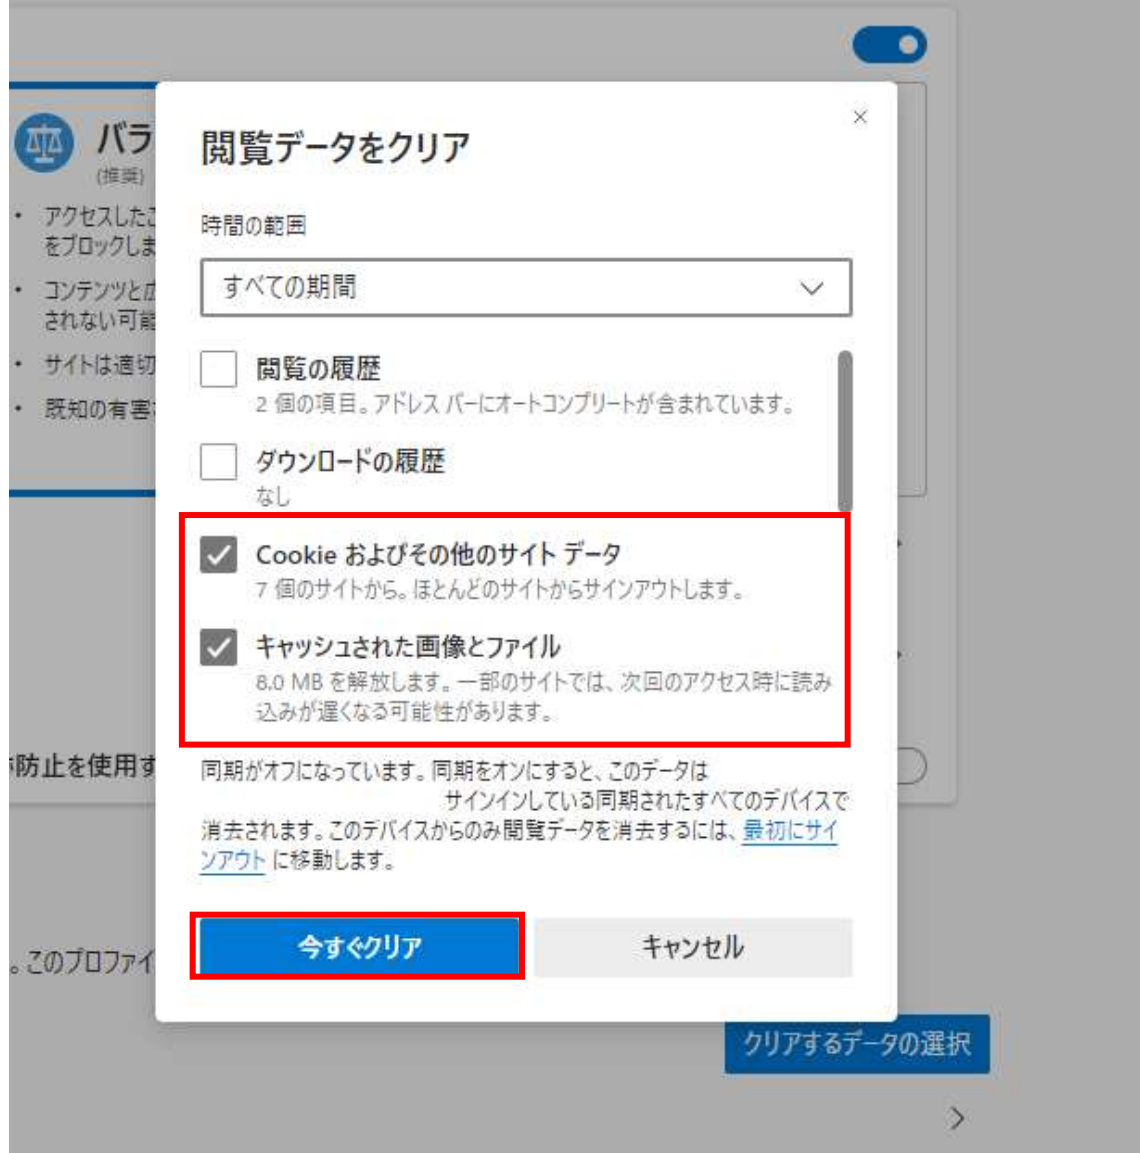 バラ
(推奨)
アクセスしたこ
をブロックしま
コンテンツと広
されない可能
サイトは適切
既知の有害
防止を使用す
。このプロファイ
閲覧データをクリア
時間の範囲
すべての期間
閲覧の履歴
2 個の項目。アドレス バーにオートコンプリートが含まれています。
ダウンロードの履歴
なし
Cookie およびその他のサイト データ
7 個のサイトから。ほとんどのサイトからサインアウトします。
キャッシュされた画像とファイル
8.0 MB を解放します。一部のサイトでは、次回のアクセス時に読み
込みが遅くなる可能性があります。
同期がオフになっています。同期をオンにすると、このデータは
サインインしている同期されたすべてのデバイスで
消去されます。このデバイスからのみ閲覧データを消去するには、最初にサイ
ンアウト に移動します。
今すぐクリア
キャンセル
クリアするデータの選択